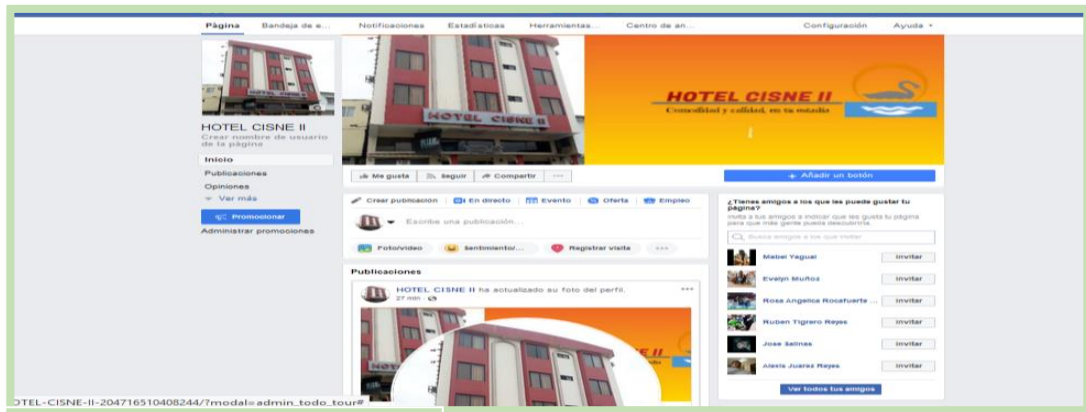 Página Bandeja de e... Notificaciones Estadísticas Herramientas... Centro de an... Configuración Ayuda
HOTEL CISNE II
HOTEL CISNE II
Crear nombre de usuario
de la página
Inicio
Publicaciones
Opiniones
Ver más
Promocionar
Administrar promociones
HOTEL CISNE II
HOTEL CISNE II
Comodidad y calidad, en tu estadía
Me gusta Seguir Compartir ...
+ Añadir un botón
Crear publicación En directo Evento Oferta Empleo
Escribe una publicación...
Foto/video Sentimiento/... Registrar visita ...
Publicaciones
HOTEL CISNE II ha actualizado su foto del perfil. ...
27 min
¿Tienes amigos a los que les puede gustar tu
página?
Invita a tus amigos a indicar que les gusta tu página
para que más gente pueda descubrirla.
Busca amigos a los que invitar
Mabel Yagual Invitar
Evelyn Muñoz Invitar
Rosa Angelica Rocafuerte ... Invitar
Ruben Tigrero Reyes Invitar
Jose Salinas Invitar
Alexis Juarez Reyes Invitar
Ver todos tus amigos
OTEL-CISNE-II-204716510408244/?modal=admin_todo_tour#